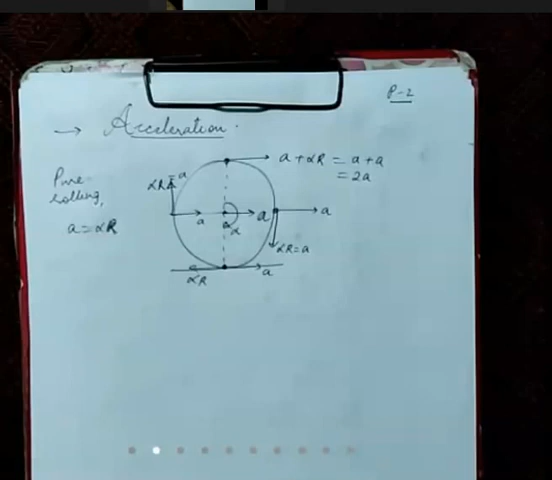 P-2
→ Acceleration.
Pure
rolling,
a = αR
a + αR = a + a
= 2a
αR = a
a
α
a
a
αR = a
αR
a